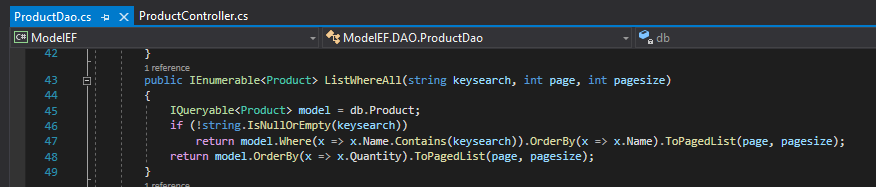 ProductDao.cs ProductController.cs
C# ModelEF ModelEF.DAO.ProductDao db
42 }
1 reference
43 public IEnumerable<Product> ListWhereAll(string keysearch, int page, int pagesize)
44 {
45 IQueryable<Product> model = db.Product;
46 if (!string.IsNullOrEmpty(keysearch))
47 return model.Where(x => x.Name.Contains(keysearch)).OrderBy(x => x.Name).ToPagedList(page, pagesize);
48 return model.OrderBy(x => x.Quantity).ToPagedList(page, pagesize);
49 }
1 reference